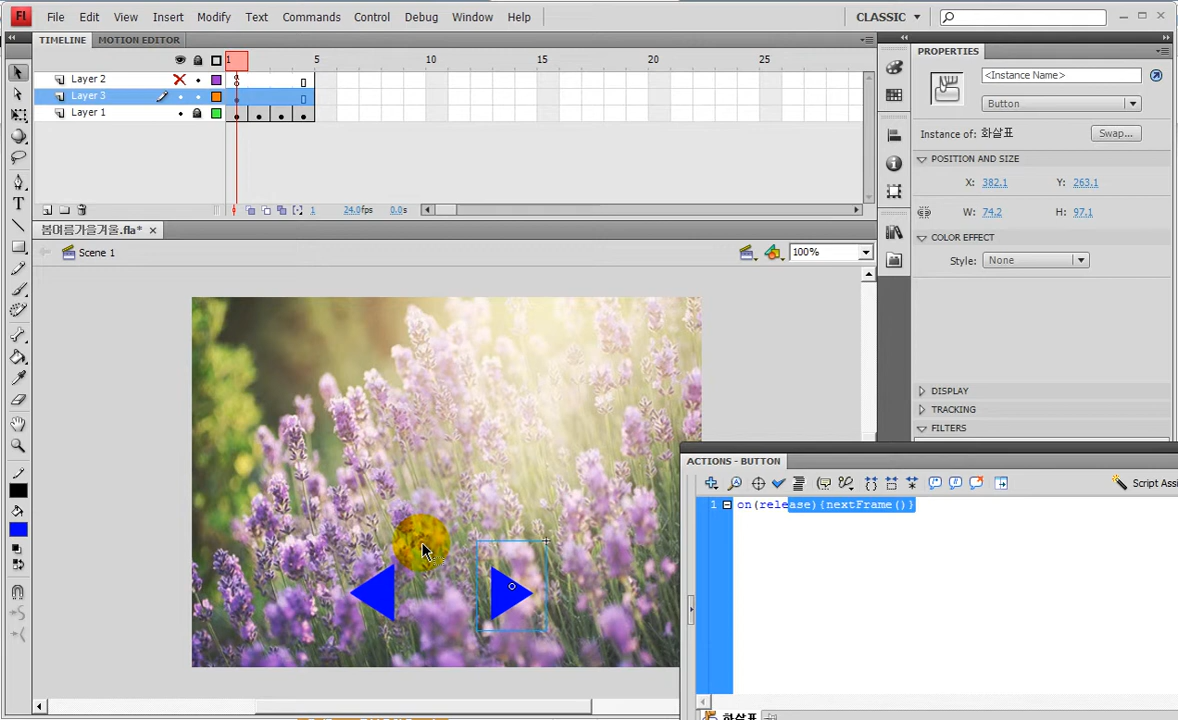 Fl File Edit View Insert Modify Text Commands Control Debug Window Help CLASSIC
TIMELINE MOTION EDITOR
1 5 10 15 20 25
Layer 2
Layer 3
Layer 1
1 24.0fps 0.0s
봄여름가을겨울.fla*
Scene 1 100%
PROPERTIES
<Instance Name>
Button
Instance of: 화살표 Swap...
POSITION AND SIZE
X: 382.1 Y: 263.1
W: 74.2 H: 97.1
COLOR EFFECT
Style: None
DISPLAY
TRACKING
FILTERS
ACTIONS - BUTTON
Script Assi
1 on(release){nextFrame()}
화살표